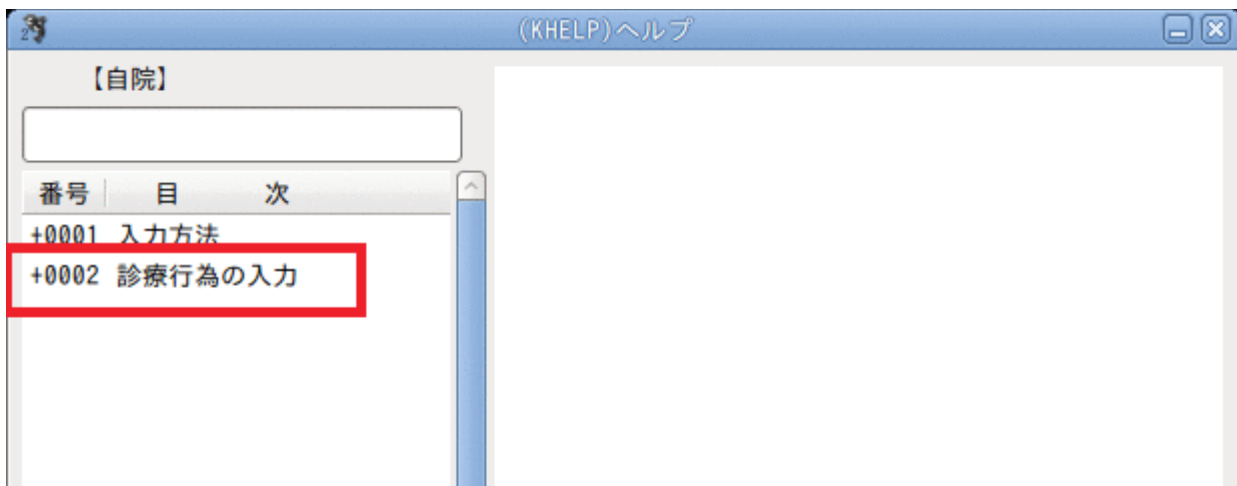 (KHELP)ヘルプ
【自院】
番号 目 次
+0001 入力方法
+0002 診療行為の入力